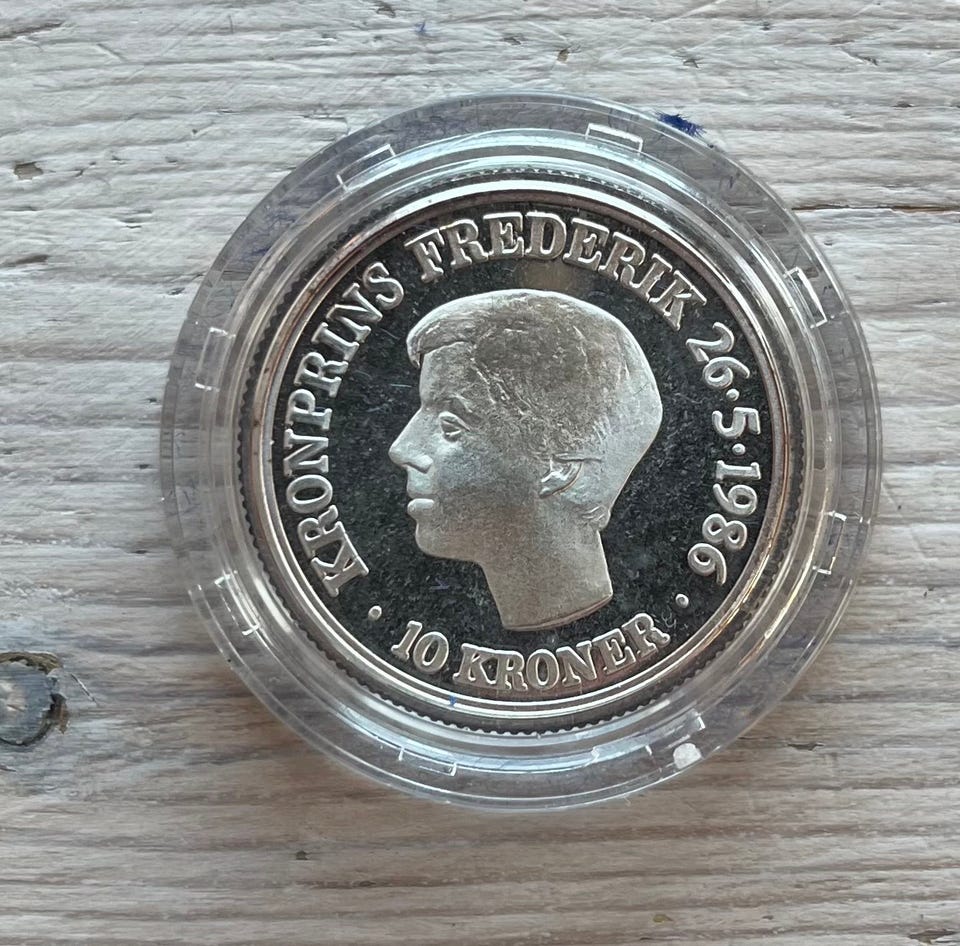 KRONPRINS FREDERIK 26·5·1986
· 10 KRONER ·